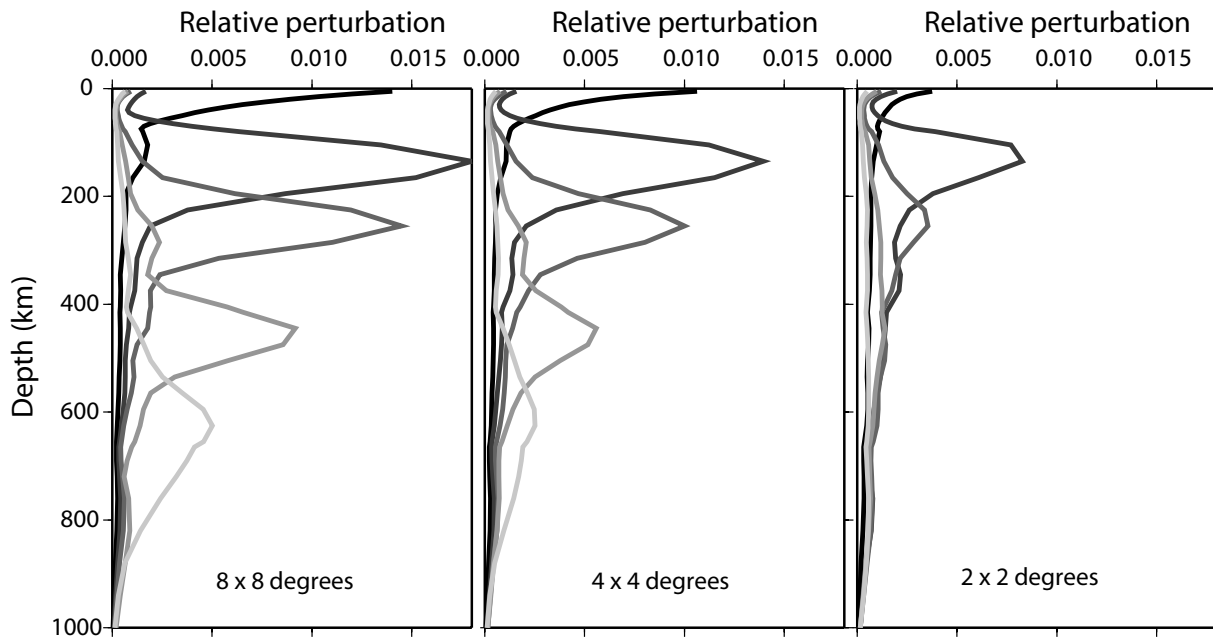 Relative perturbation Relative perturbation Relative perturbation
0.000 0.005 0.010 0.015 0.000 0.005 0.010 0.015 0.000 0.005 0.010 0.015
0
200
400
600
800
1000
Depth (km)
8 x 8 degrees 4 x 4 degrees 2 x 2 degrees